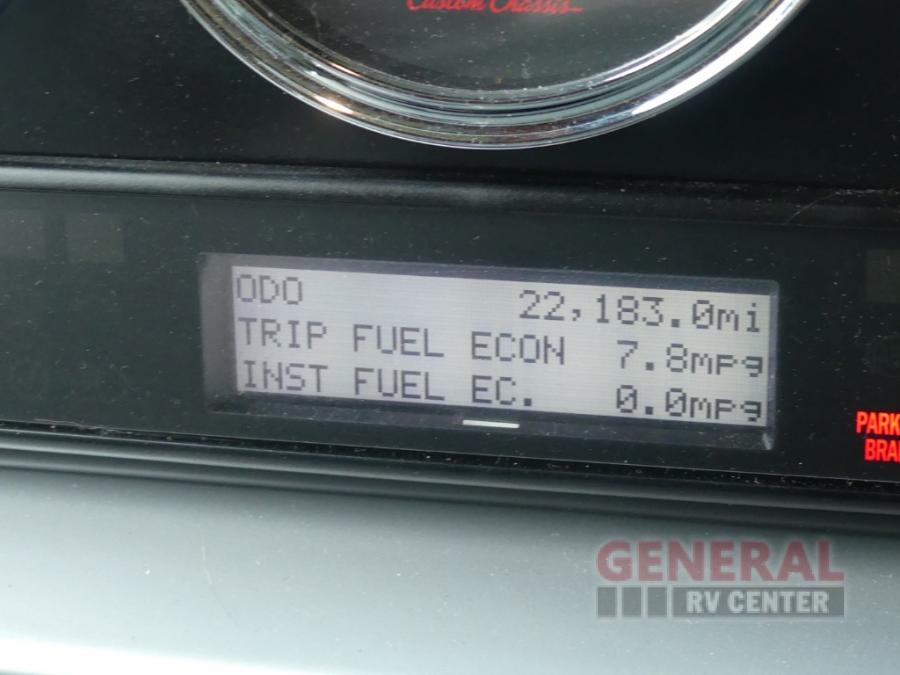 Custom Chassis
ODO 22,183.0mi
TRIP FUEL ECON 7.8mpg
INST FUEL EC. 0.0mpg
PARK
GENERAL
RV CENTER